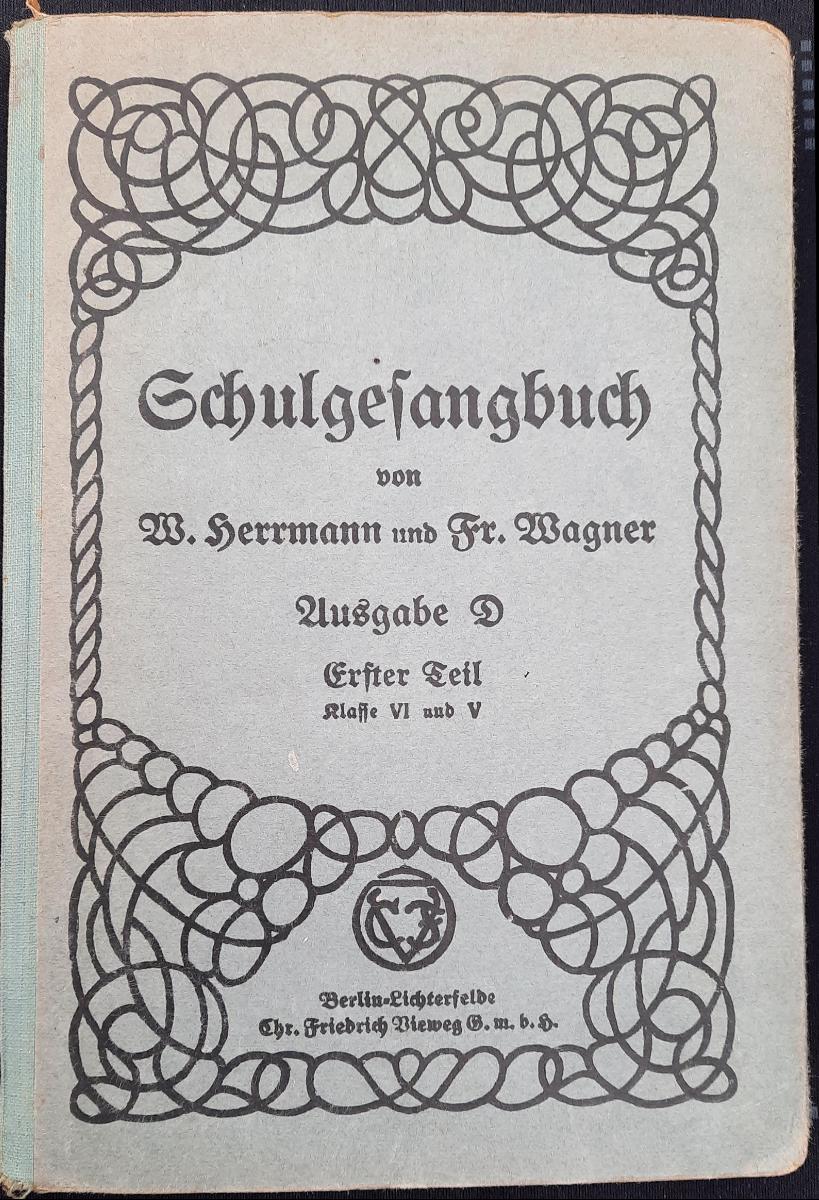 Schulgeſangbuch
von
W. Herrmann und Fr. Wagner
Ausgabe D
Erſter Teil
Klaſſe VI und V
Berlin-Lichterfelde
Chr. Friedrich Vieweg G. m. b. H.